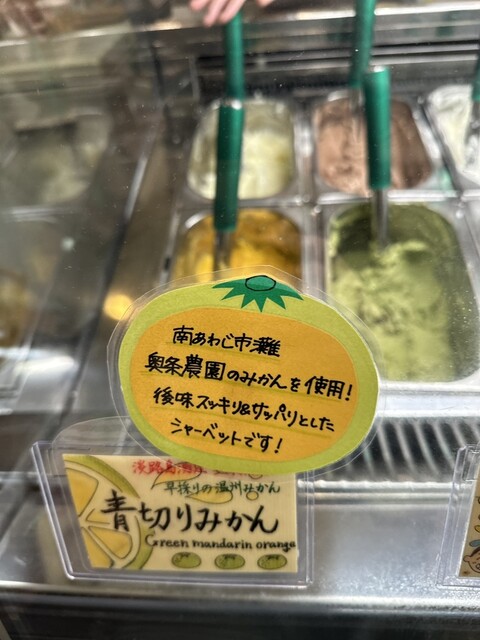 南あわじ市灘
奥条農園のみかんを使用!
後味スッキリ&サッパリとした
シャーベットです!
淡路島
早採りの温州みかん
青切りみかん
Green mandarin orange